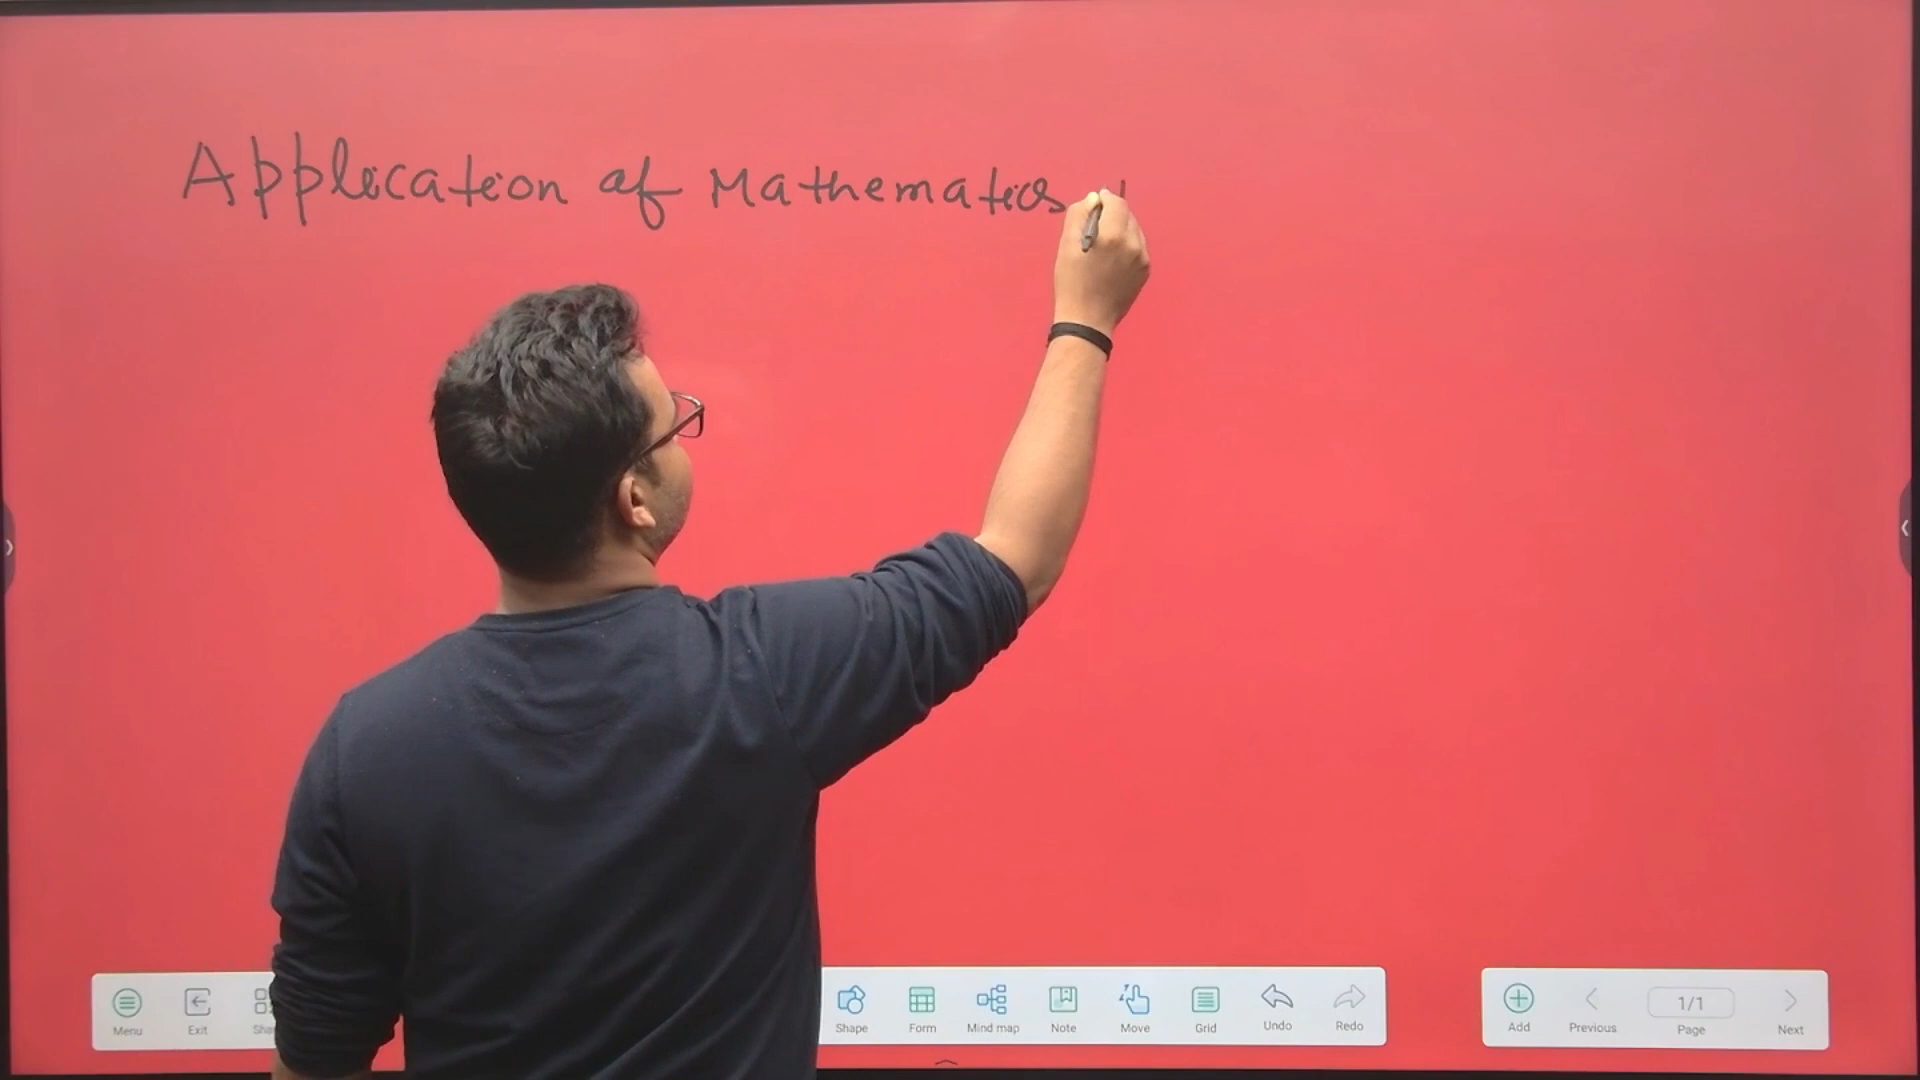 Application of Mathematics
Menu Exit Shape Form Mind map Note Move Grid Undo Redo Add Previous 1/1 Page Next